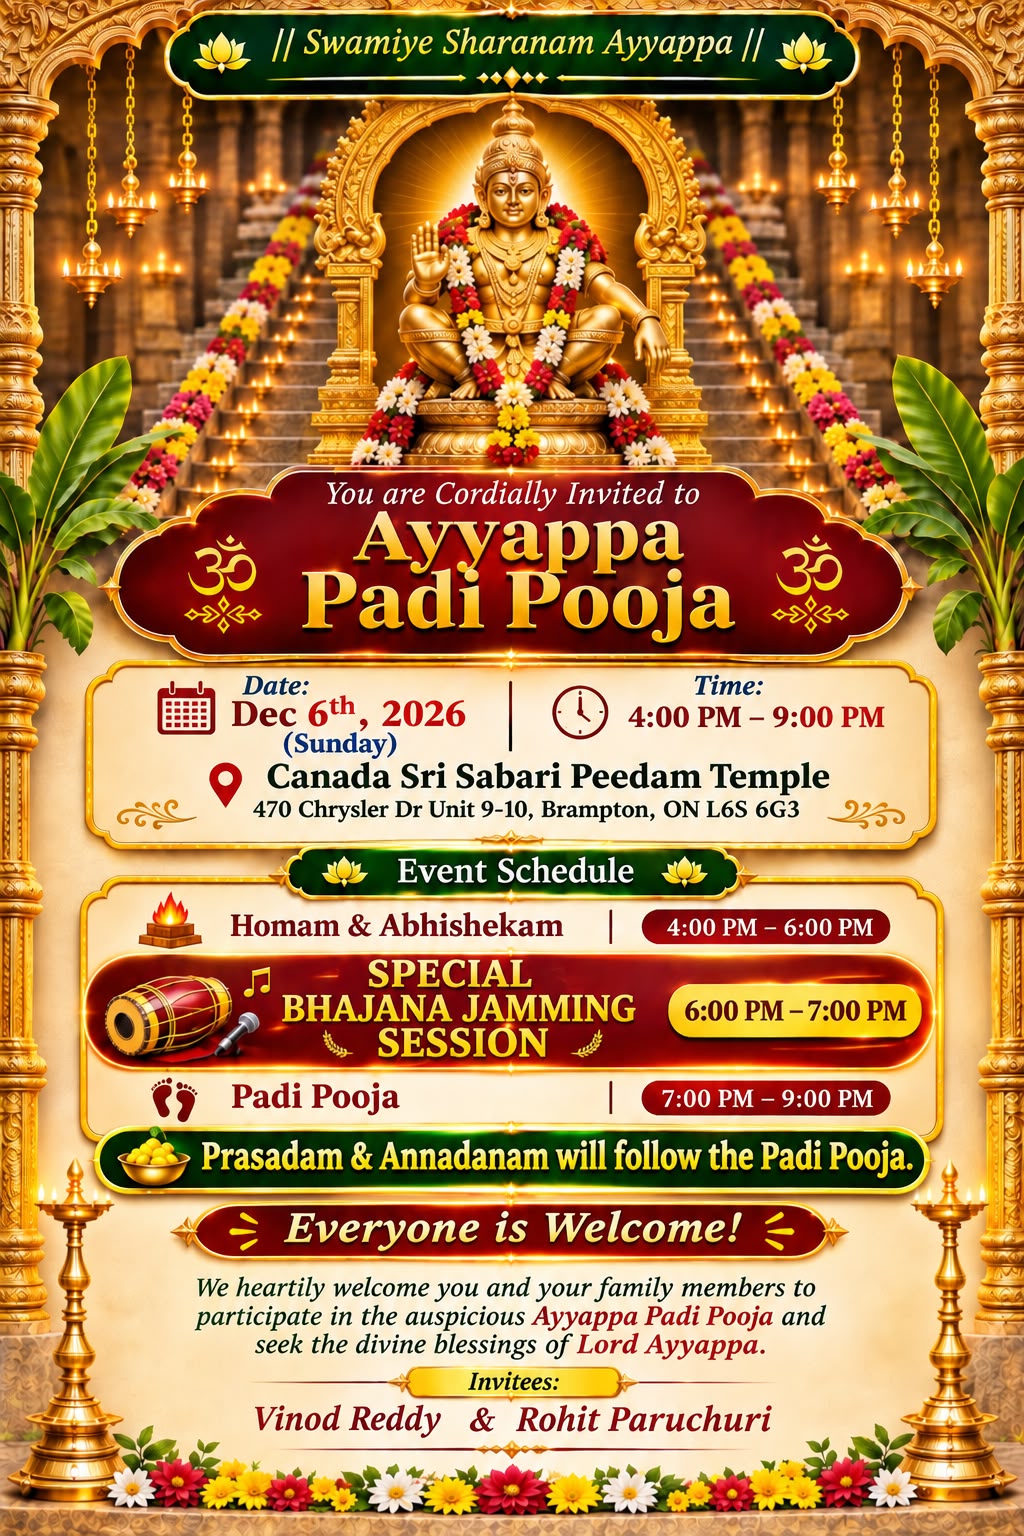 // Swamiye Sharanam Ayyappa //
You are Cordially Invited to
Ayyappa
Padi Pooja
ॐ
ॐ
Date:
Dec 6th, 2026
(Sunday)
Time:
4:00 PM – 9:00 PM
Canada Sri Sabari Peedam Temple
470 Chrysler Dr Unit 9-10, Brampton, ON L6S 6G3
Event Schedule
Homam & Abhishekam | 4:00 PM – 6:00 PM
SPECIAL
BHAJANA JAMMING
SESSION
6:00 PM – 7:00 PM
Padi Pooja | 7:00 PM – 9:00 PM
Prasadam & Annadanam will follow the Padi Pooja.
Everyone is Welcome!
We heartily welcome you and your family members to
participate in the auspicious Ayyappa Padi Pooja and
seek the divine blessings of Lord Ayyappa.
Invitees:
Vinod Reddy & Rohit Paruchuri